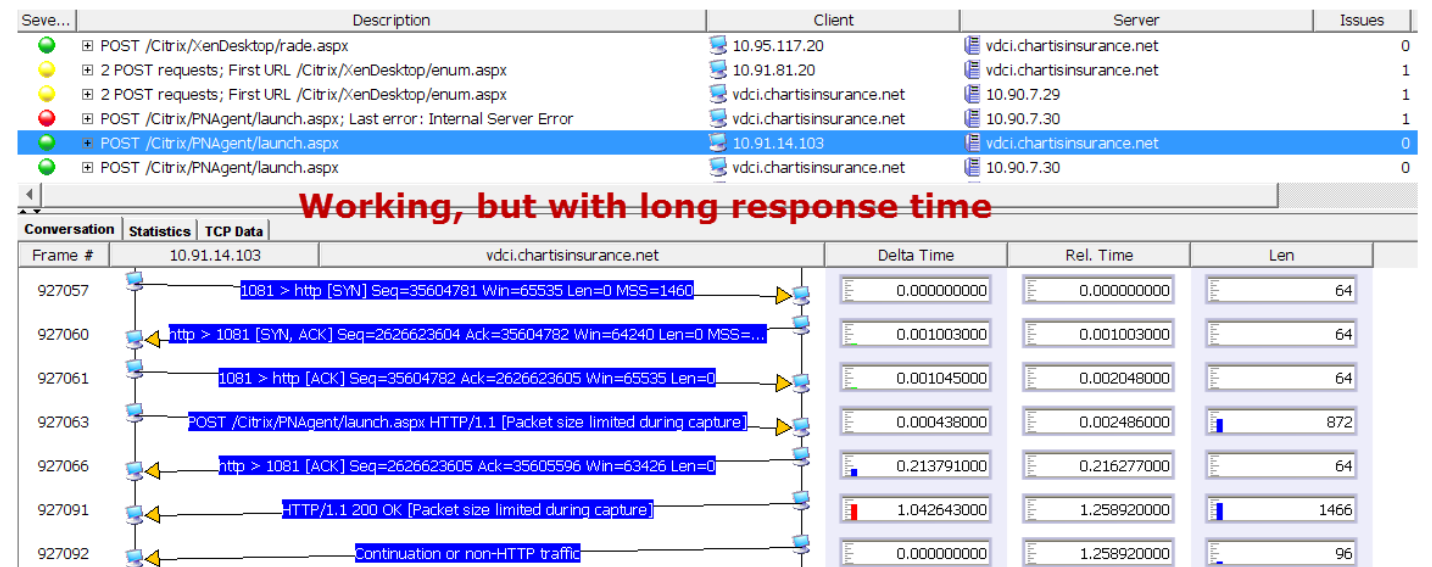 Seve... Description Client Server Issues
POST /Citrix/XenDesktop/rade.aspx 10.95.117.20 vdci.chartisinsurance.net 0
2 POST requests; First URL /Citrix/XenDesktop/enum.aspx 10.91.81.20 vdci.chartisinsurance.net 1
2 POST requests; First URL /Citrix/XenDesktop/enum.aspx vdci.chartisinsurance.net 10.90.7.29 1
POST /Citrix/PNAgent/launch.aspx; Last error: Internal Server Error vdci.chartisinsurance.net 10.90.7.30 1
POST /Citrix/PNAgent/launch.aspx 10.91.14.103 vdci.chartisinsurance.net 0
POST /Citrix/PNAgent/launch.aspx vdci.chartisinsurance.net 10.90.7.30 0
Working, but with long response time
Conversation Statistics TCP Data
Frame # 10.91.14.103 vdci.chartisinsurance.net Delta Time Rel. Time Len
927057 1081 > http [SYN] Seq=35604781 Win=65535 Len=0 MSS=1460 0.000000000 0.000000000 64
927060 http > 1081 [SYN, ACK] Seq=2626623604 Ack=35604782 Win=64240 Len=0 MSS=... 0.001003000 0.001003000 64
927061 1081 > http [ACK] Seq=35604782 Ack=2626623605 Win=65535 Len=0 0.001045000 0.002048000 64
927063 POST /Citrix/PNAgent/launch.aspx HTTP/1.1 [Packet size limited during capture] 0.000438000 0.002486000 872
927066 http > 1081 [ACK] Seq=2626623605 Ack=35605596 Win=63426 Len=0 0.213791000 0.216277000 64
927091 HTTP/1.1 200 OK [Packet size limited during capture] 1.042643000 1.258920000 1466
927092 Continuation or non-HTTP traffic 0.000000000 1.258920000 96